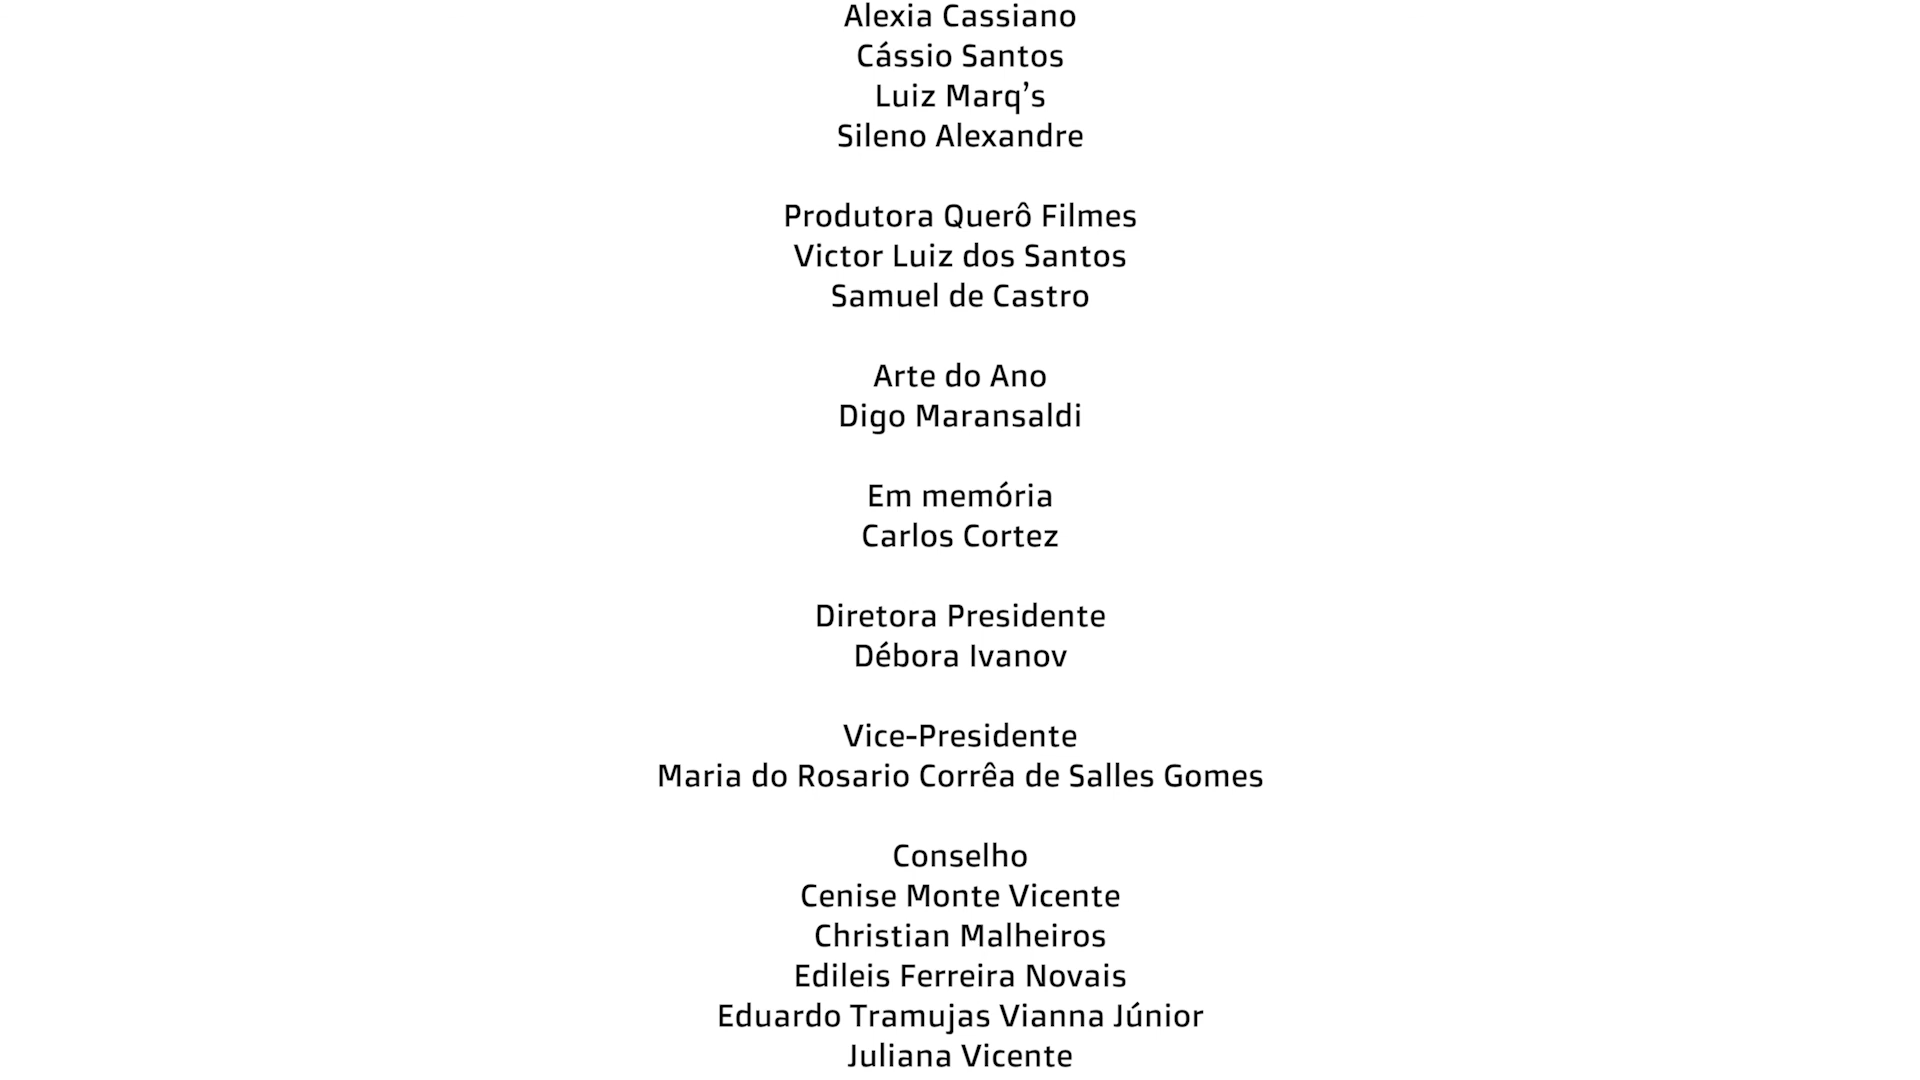 Alexia Cassiano
Cássio Santos
Luiz Marq’s
Sileno Alexandre
Produtora Querô Filmes
Victor Luiz dos Santos
Samuel de Castro
Arte do Ano
Digo Maransaldi
Em memória
Carlos Cortez
Diretora Presidente
Débora Ivanov
Vice-Presidente
Maria do Rosario Corrêa de Salles Gomes
Conselho
Cenise Monte Vicente
Christian Malheiros
Edileis Ferreira Novais
Eduardo Tramujas Vianna Júnior
Juliana Vicente